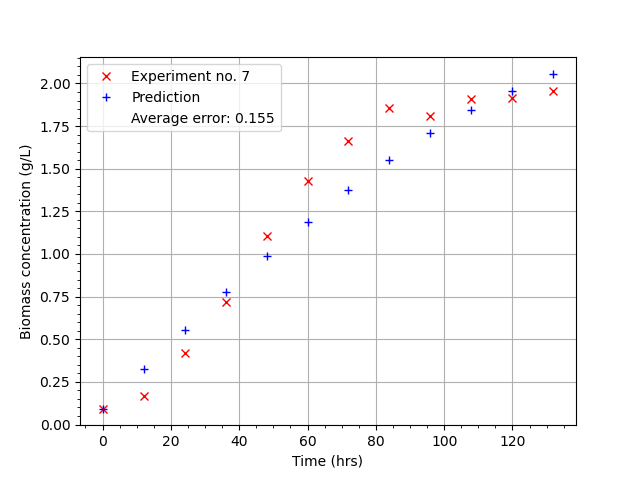 Experiment no. 7
Prediction
Average error: 0.155
2.00
1.75
1.50
1.25
1.00
0.75
0.50
0.25
0.00
Biomass concentration (g/L)
0 20 40 60 80 100 120
Time (hrs)